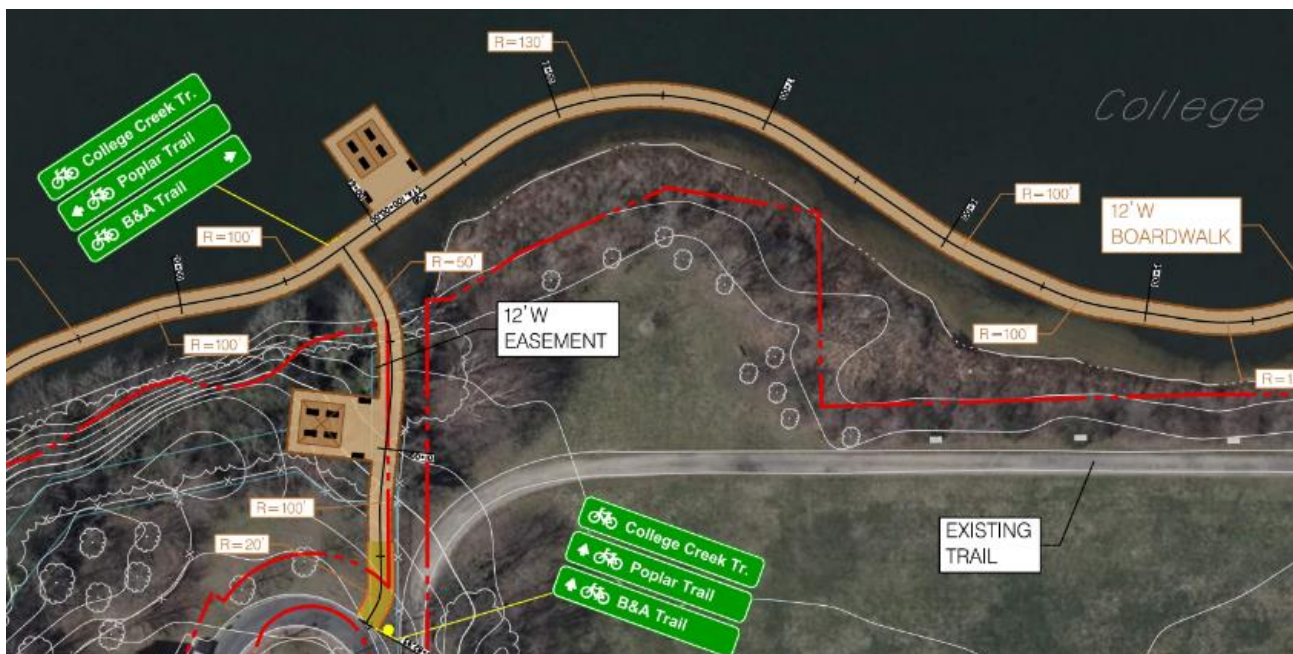 R=130'
College
College Creek Tr.
Poplar Trail
B&A Trail
R=100'
R=100'
R=50'
12' W
BOARDWALK
12' W
EASEMENT
R=100'
R=100
R=100'
R=20'
College Creek Tr.
Poplar Trail
B&A Trail
EXISTING
TRAIL